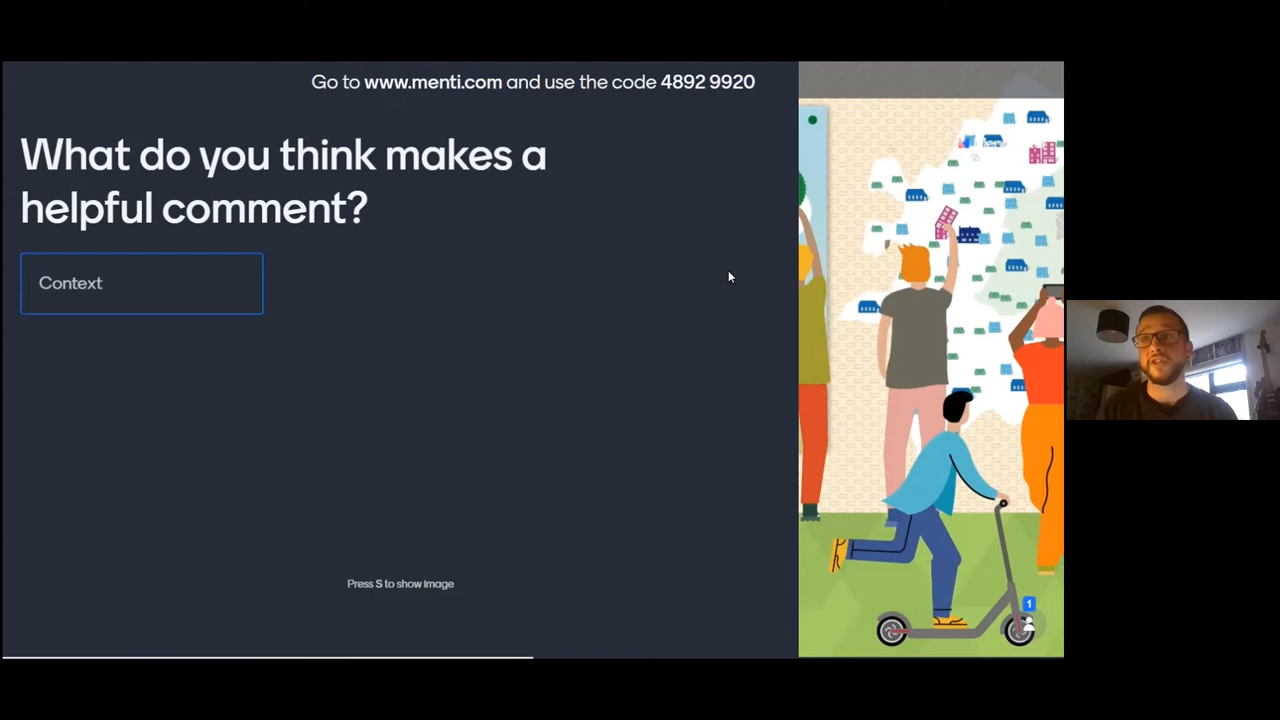 Go to www.menti.com and use the code 4892 9920
What do you think makes a
helpful comment?
Context
Press S to show image
1